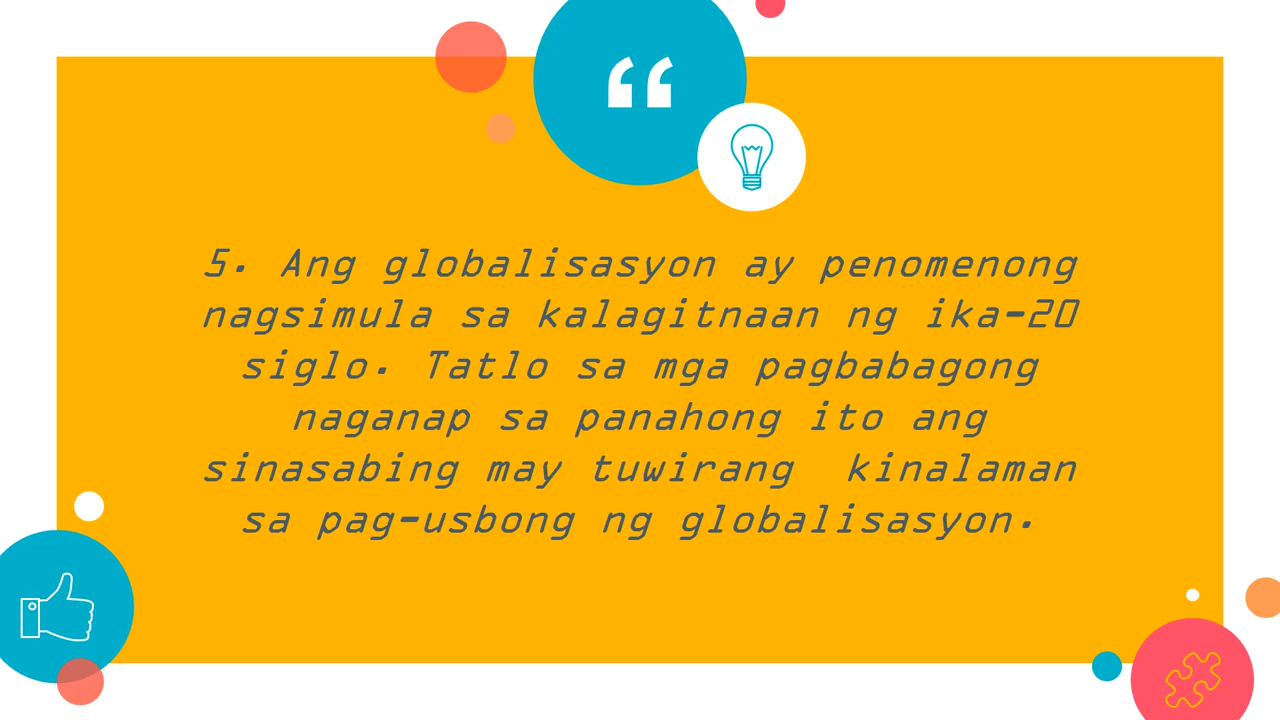 “
5. Ang globalisasyon ay penomenong
nagsimula sa kalagitnaan ng ika-20
siglo. Tatlo sa mga pagbabagong
naganap sa panahong ito ang
sinasabing may tuwirang  kinalaman
sa pag-usbong ng globalisasyon.